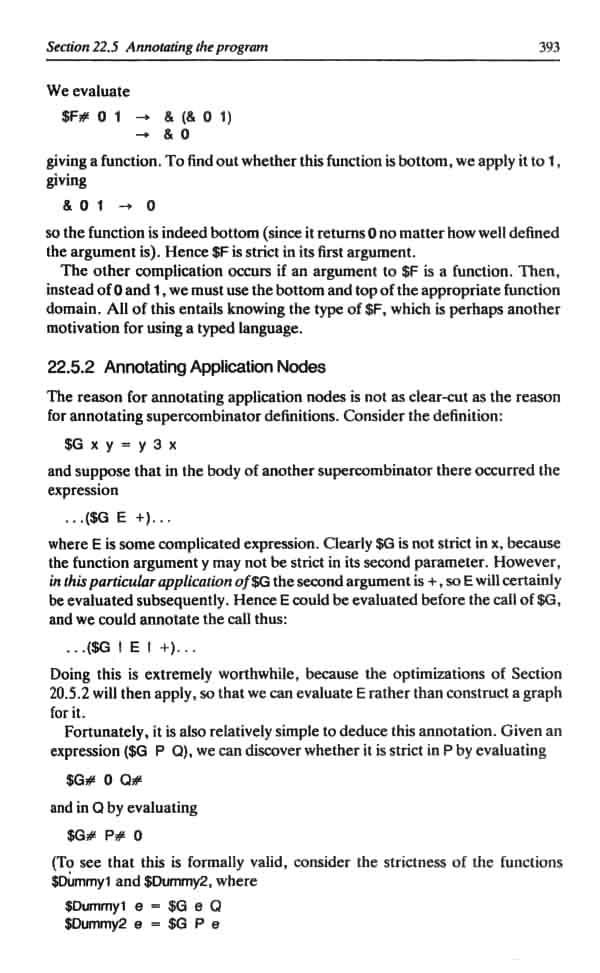 Section 22.5 Annotating the program 393
We evaluate
$F# 0 1 → & (& 0 1)
→ & 0
giving a function. To find out whether this function is bottom, we apply it to 1,
giving
& 0 1 → 0
so the function is indeed bottom (since it returns 0 no matter how well defined
the argument is). Hence $F is strict in its first argument.
The other complication occurs if an argument to $F is a function. Then,
instead of 0 and 1, we must use the bottom and top of the appropriate function
domain. All of this entails knowing the type of $F, which is perhaps another
motivation for using a typed language.
22.5.2 Annotating Application Nodes
The reason for annotating application nodes is not as clear-cut as the reason
for annotating supercombinator definitions. Consider the definition:
$G x y = y 3 x
and suppose that in the body of another supercombinator there occurred the
expression
...($G E +)...
where E is some complicated expression. Clearly $G is not strict in x, because
the function argument y may not be strict in its second parameter. However,
in this particular application of $G the second argument is +, so E will certainly
be evaluated subsequently. Hence E could be evaluated before the call of $G,
and we could annotate the call thus:
...($G ! E ! +)...
Doing this is extremely worthwhile, because the optimizations of Section
20.5.2 will then apply, so that we can evaluate E rather than construct a graph
for it.
Fortunately, it is also relatively simple to deduce this annotation. Given an
expression ($G P Q), we can discover whether it is strict in P by evaluating
$G# 0 Q#
and in Q by evaluating
$G# P# 0
(To see that this is formally valid, consider the strictness of the functions
$Dummy1 and $Dummy2, where
$Dummy1 e = $G e Q
$Dummy2 e = $G P e